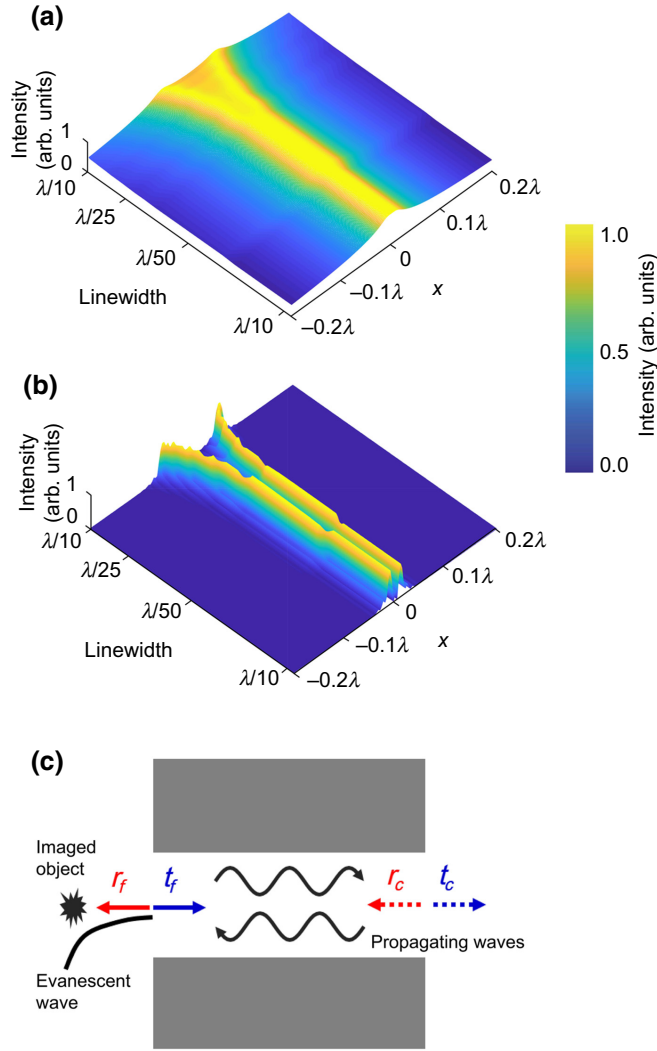 (a)
Intensity
(arb. units)
1
0
λ/10
λ/25
λ/50
λ/10
Linewidth
0.2λ
0.1λ
0
–0.1λ
–0.2λ
x
1.0
0.5
0.0
Intensity (arb. units)
(b)
Intensity
(arb. units)
1
0
λ/10
λ/25
λ/50
λ/10
Linewidth
0.2λ
0.1λ
0
–0.1λ
–0.2λ
x
(c)
Imaged
object
r_f
t_f
r_c
t_c
Propagating waves
Evanescent
wave